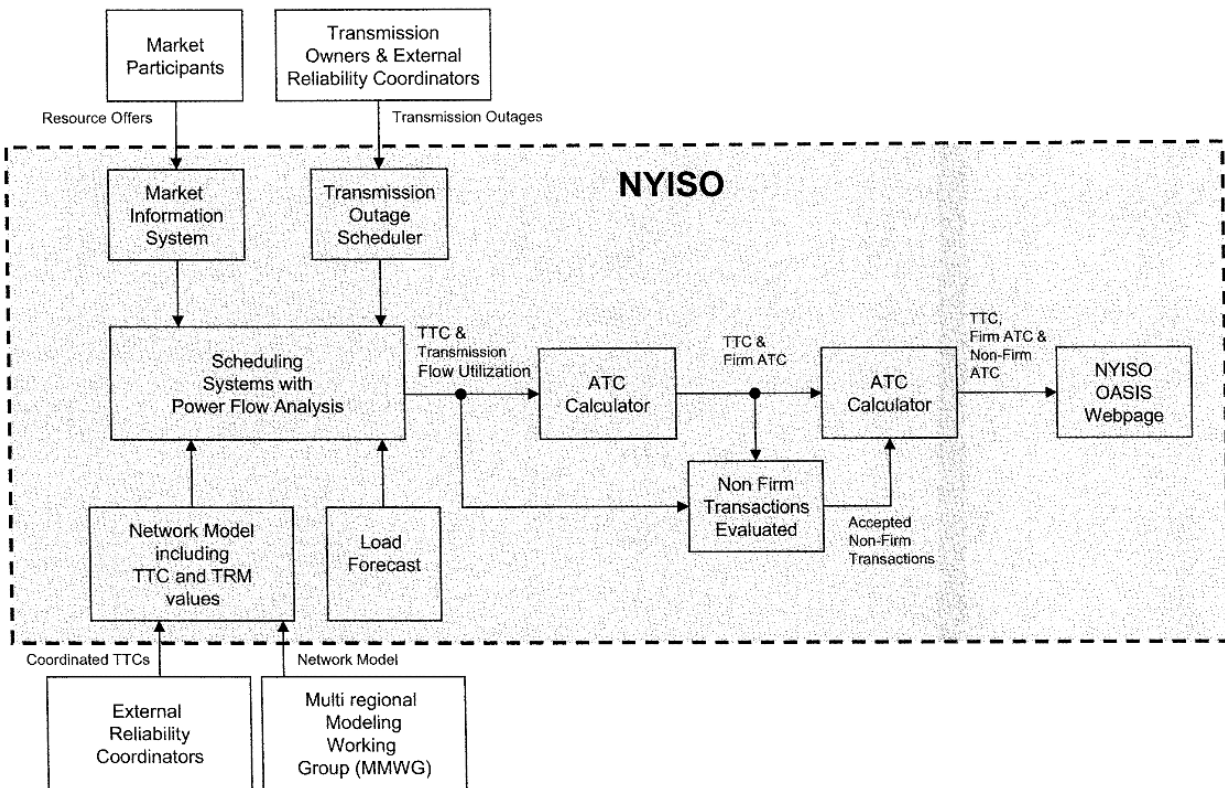 Market
Participants
Transmission
Owners & External
Reliability Coordinators
Resource Offers
Transmission Outages
NYISO
Market
Information
System
Transmission
Outage
Scheduler
Scheduling
Systems with
Power Flow Analysis
TTC &
Transmission
Flow Utilization
ATC
Calculator
TTC &
Firm ATC
ATC
Calculator
TTC,
Firm ATC &
Non-Firm
ATC
NYISO
OASIS
Webpage
Network Model
including
TTC and TRM
values
Load
Forecast
Non Firm
Transactions
Evaluated
Accepted
Non-Firm
Transactions
Coordinated TTCs
Network Model
External
Reliability
Coordinators
Multi regional
Modeling
Working
Group (MMWG)